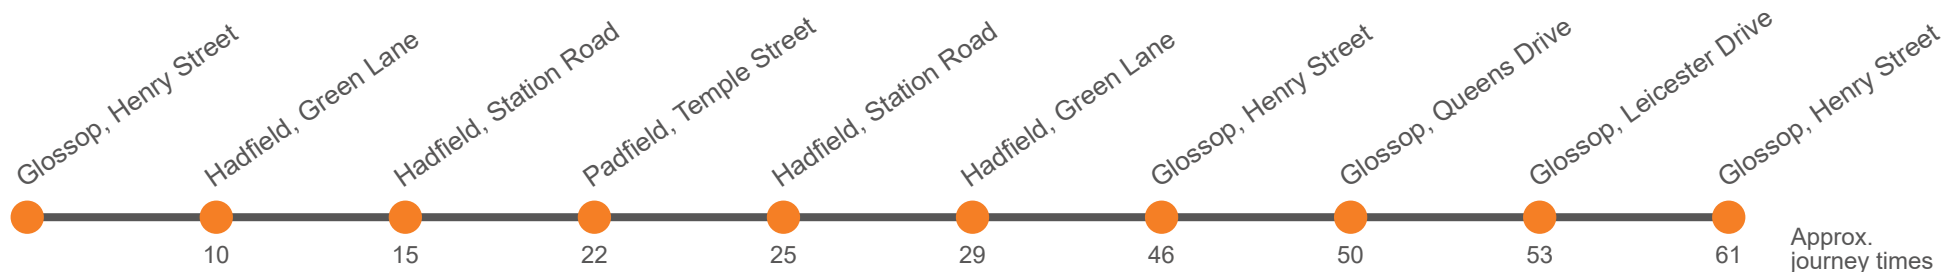 Glossop, Henry Street
Hadfield, Green Lane
Hadfield, Station Road
Padfield, Temple Street
Hadfield, Station Road
Hadfield, Green Lane
Glossop, Henry Street
Glossop, Queens Drive
Glossop, Leicester Drive
Glossop, Henry Street
10
15
22
25
29
46
50
53
61
Approx.
journey times